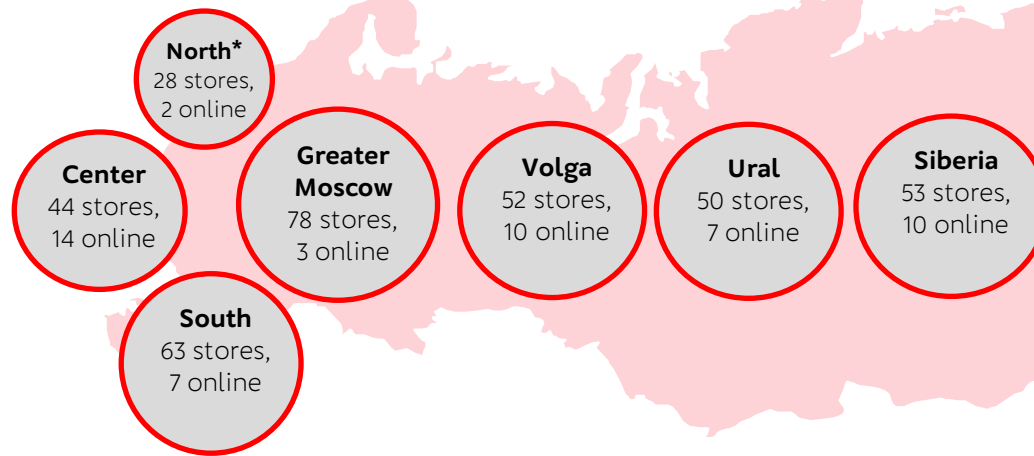 North*
28 stores,
2 online
Center
44 stores,
14 online
Greater
Moscow
78 stores,
3 online
Volga
52 stores,
10 online
Ural
50 stores,
7 online
Siberia
53 stores,
10 online
South
63 stores,
7 online